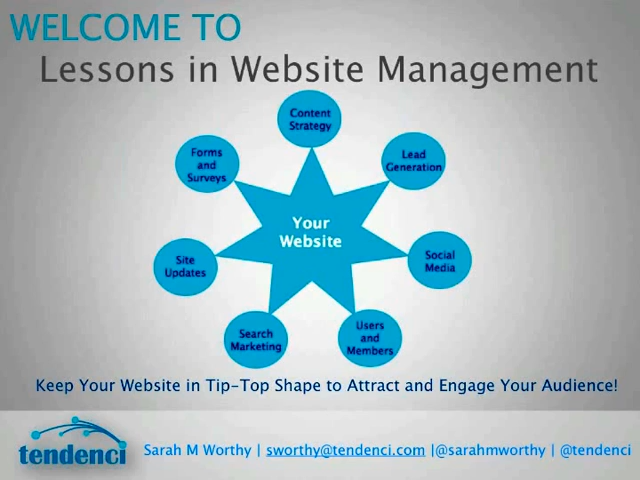 WELCOME TO
Lessons in Website Management
Content
Strategy
Forms
and
Surveys
Lead
Generation
Your
Website
Site
Updates
Social
Media
Search
Marketing
Users
and
Members
Keep Your Website in Tip-Top Shape to Attract and Engage Your Audience!
tendenci
Sarah M Worthy | sworthy@tendenci.com |@sarahmworthy | @tendenci